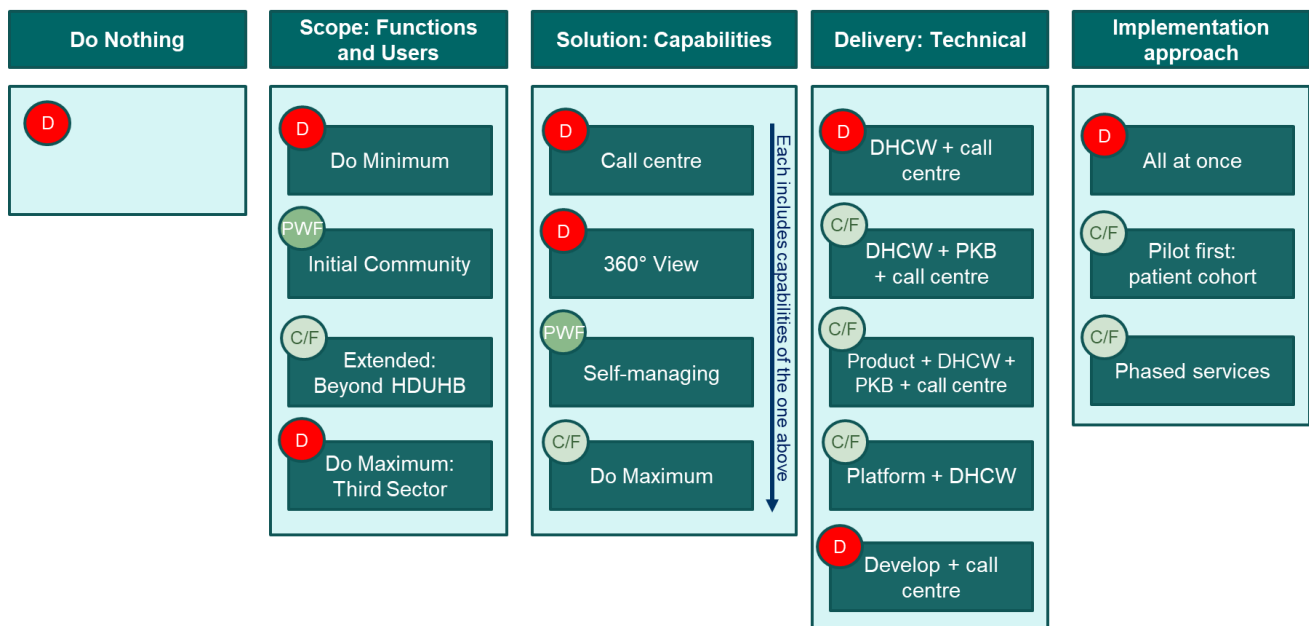 Do Nothing
D
Scope: Functions
and Users
D
Do Minimum
PWF
Initial Community
C/F
Extended:
Beyond HDUHB
D
Do Maximum:
Third Sector
Solution: Capabilities
D
Call centre
D
360° View
PWF
Self-managing
C/F
Do Maximum
Each includes capabilities of the one above
Delivery: Technical
D
DHCW + call
centre
C/F
DHCW + PKB
+ call centre
C/F
Product + DHCW +
PKB + call centre
C/F
Platform + DHCW
D
Develop + call
centre
Implementation
approach
D
All at once
C/F
Pilot first:
patient cohort
C/F
Phased services